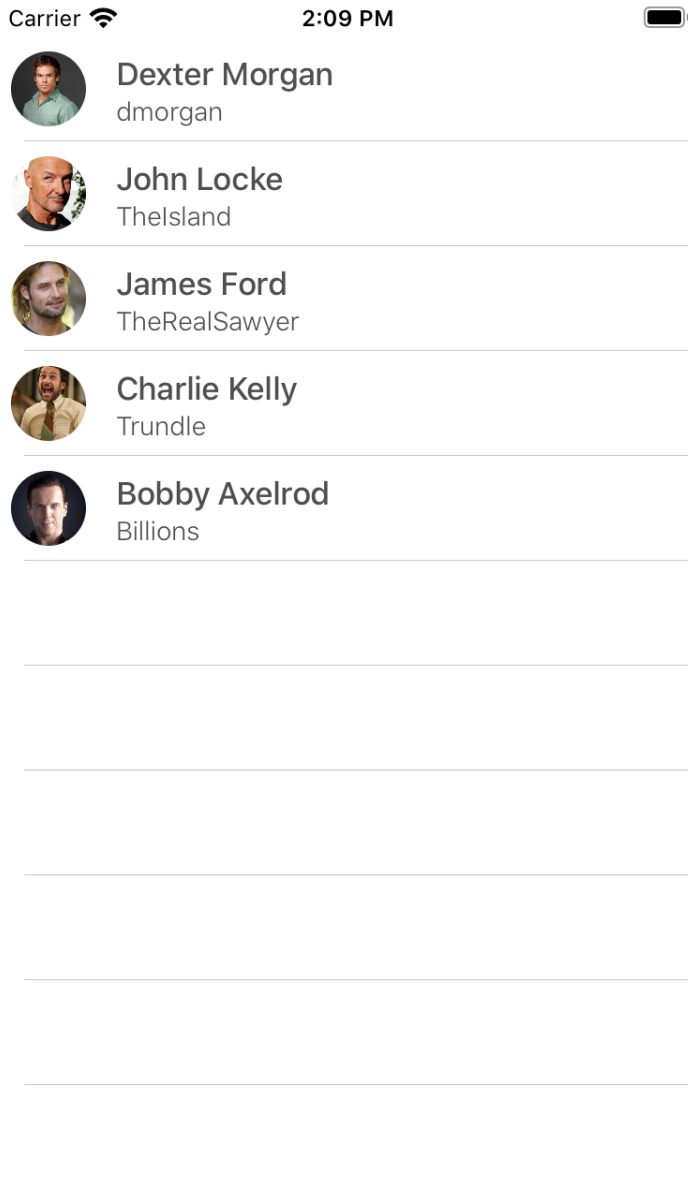 Carrier 2:09 PM
Dexter Morgan
dmorgan
John Locke
TheIsland
James Ford
TheRealSawyer
Charlie Kelly
Trundle
Bobby Axelrod
Billions